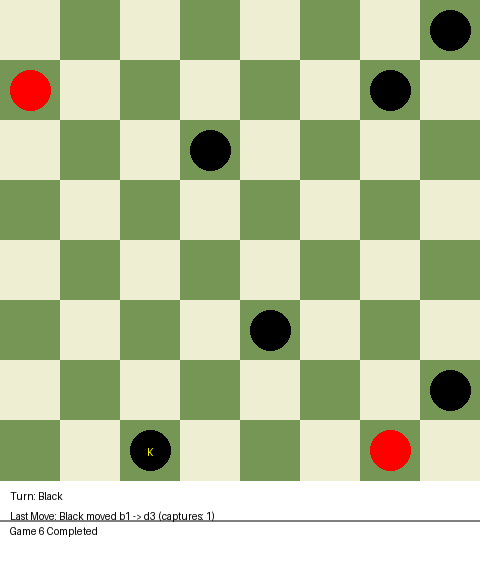 K
Turn: Black
Last Move: Black moved b1 -> d3 (captures: 1)
Game 6 Completed